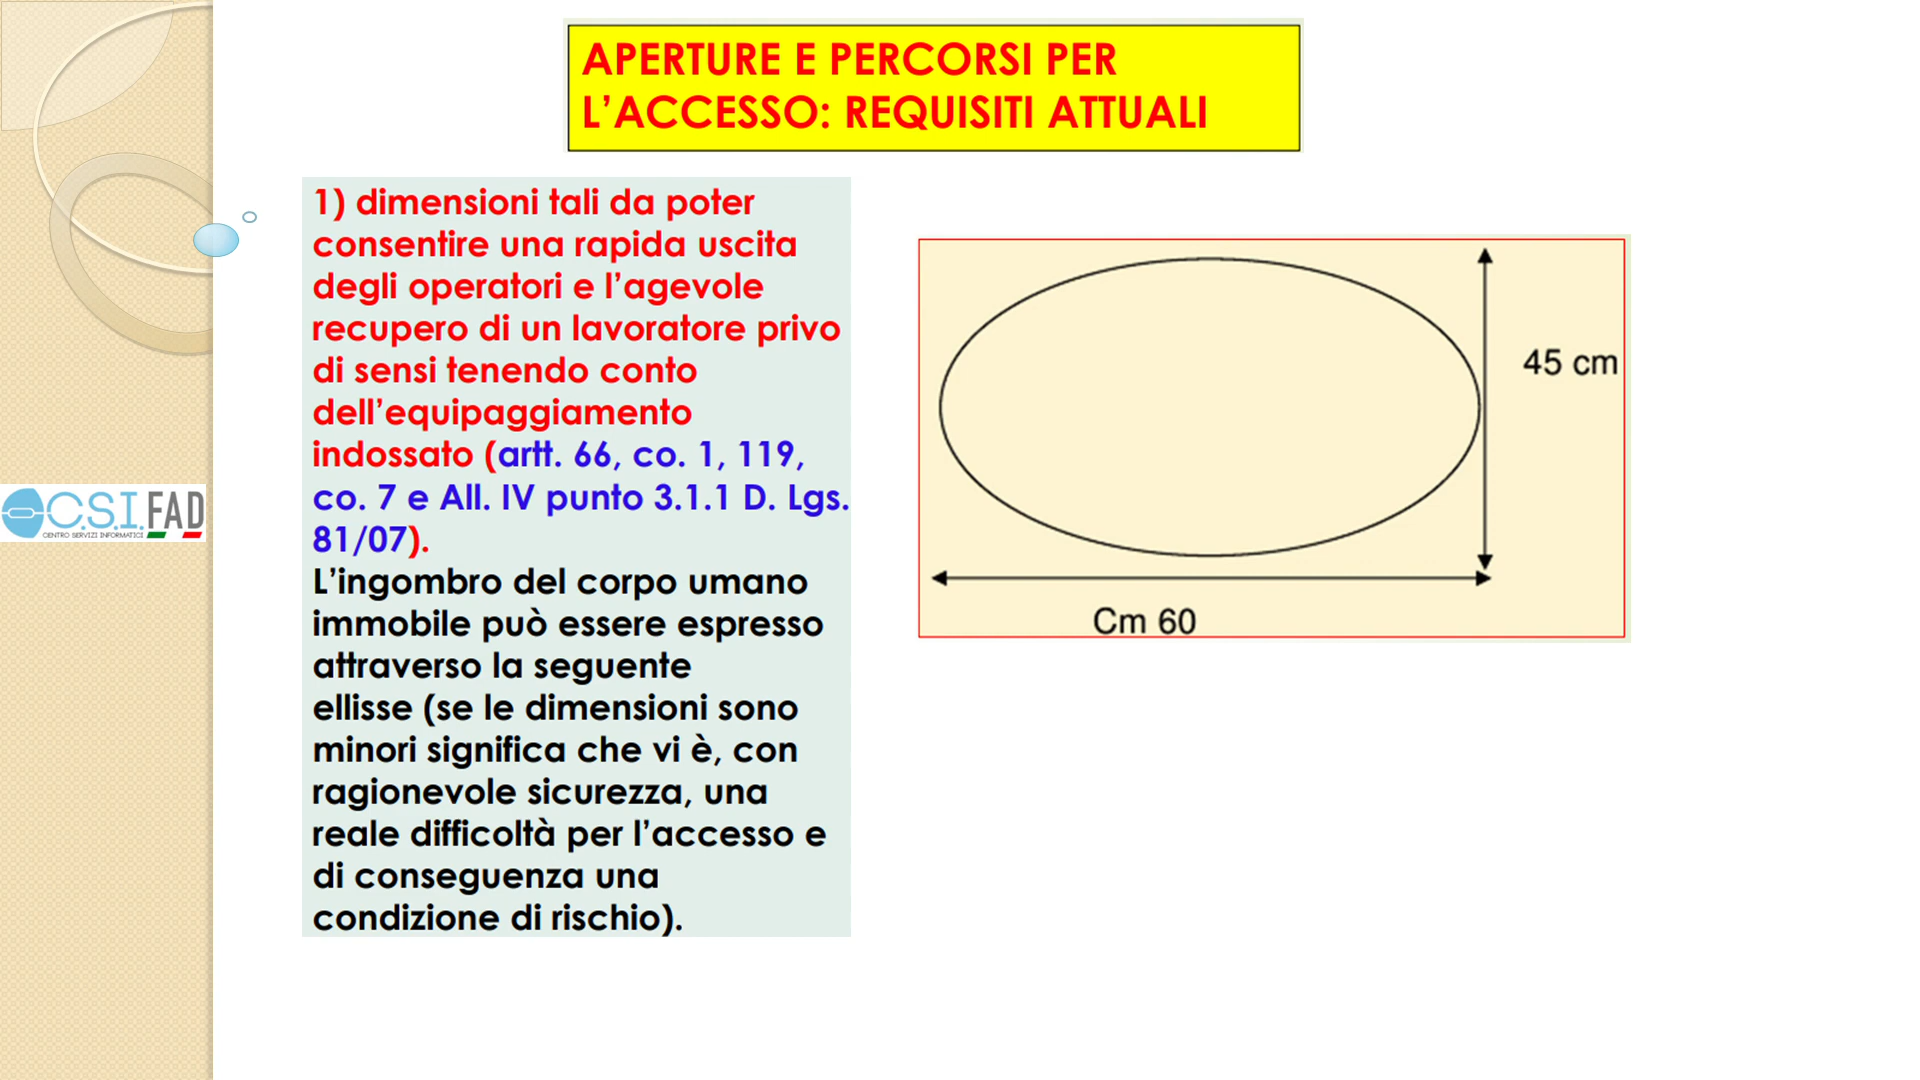 APERTURE E PERCORSI PER
L’ACCESSO: REQUISITI ATTUALI
1) dimensioni tali da poter
consentire una rapida uscita
degli operatori e l’agevole
recupero di un lavoratore privo
di sensi tenendo conto
dell’equipaggiamento
indossato (artt. 66, co. 1, 119,
co. 7 e All. IV punto 3.1.1 D. Lgs.
81/07).
L’ingombro del corpo umano
immobile può essere espresso
attraverso la seguente
ellisse (se le dimensioni sono
minori significa che vi è, con
ragionevole sicurezza, una
reale difficoltà per l’accesso e
di conseguenza una
condizione di rischio).
45 cm
Cm 60
C.S.I. FAD
CENTRO SERVIZI INFORMATICI